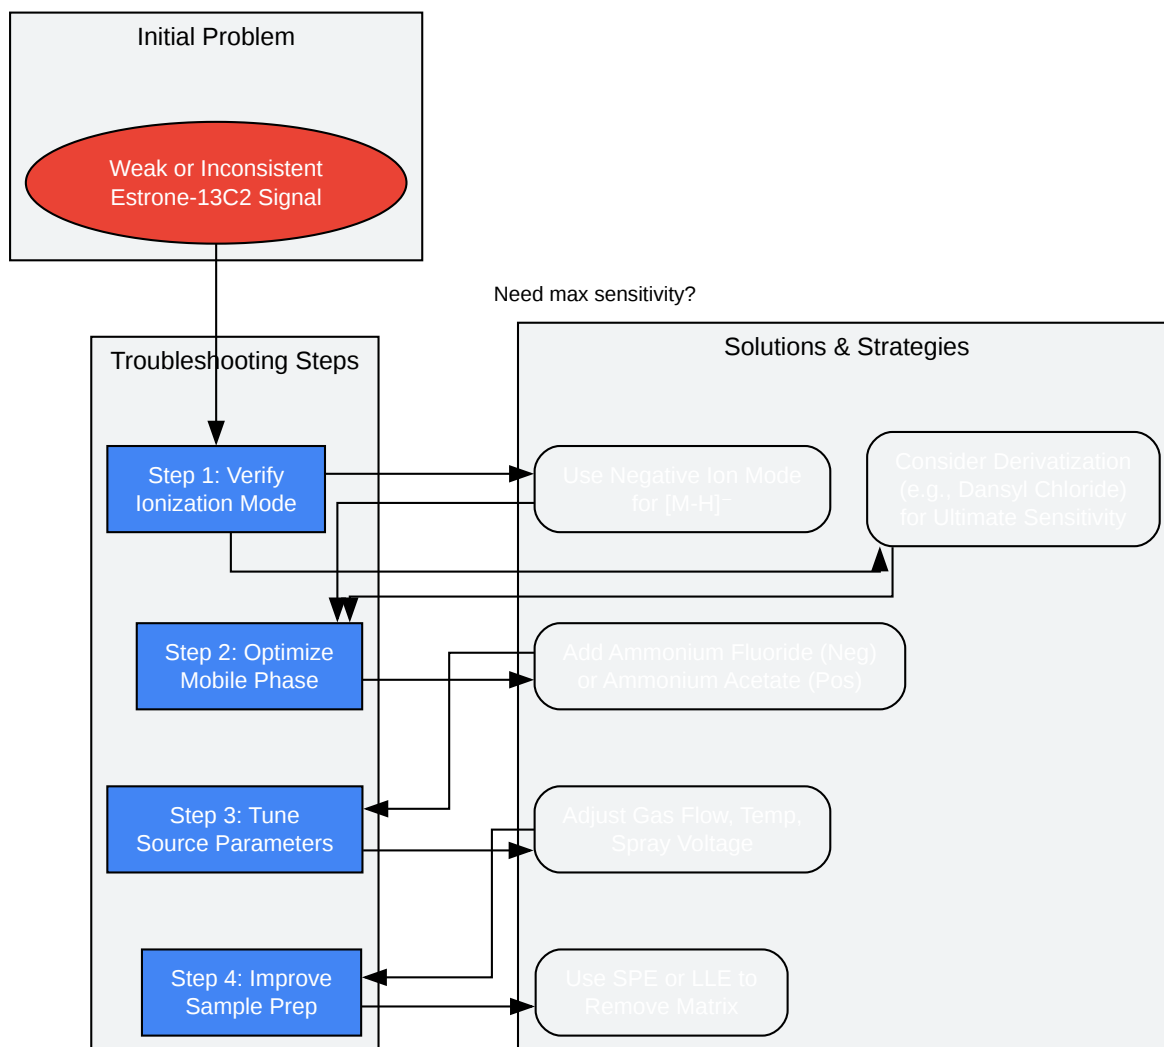 Initial Problem
Weak or Inconsistent
Estrone-13C2 Signal
Need max sensitivity?
Troubleshooting Steps
Solutions & Strategies
Step 1: Verify
Ionization Mode
Use Negative Ion Mode
for [M-H]⁻
Consider Derivatization
(e.g., Dansyl Chloride)
for Ultimate Sensitivity
Step 2: Optimize
Mobile Phase
Add Ammonium Fluoride (Neg)
or Ammonium Acetate (Pos)
Step 3: Tune
Source Parameters
Adjust Gas Flow, Temp,
Spray Voltage
Step 4: Improve
Sample Prep
Use SPE or LLE to
Remove Matrix